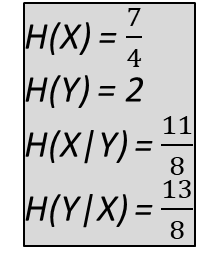 H(X) = 7/4
H(Y) = 2
H(X|Y) = 11/8
H(Y|X) = 13/8